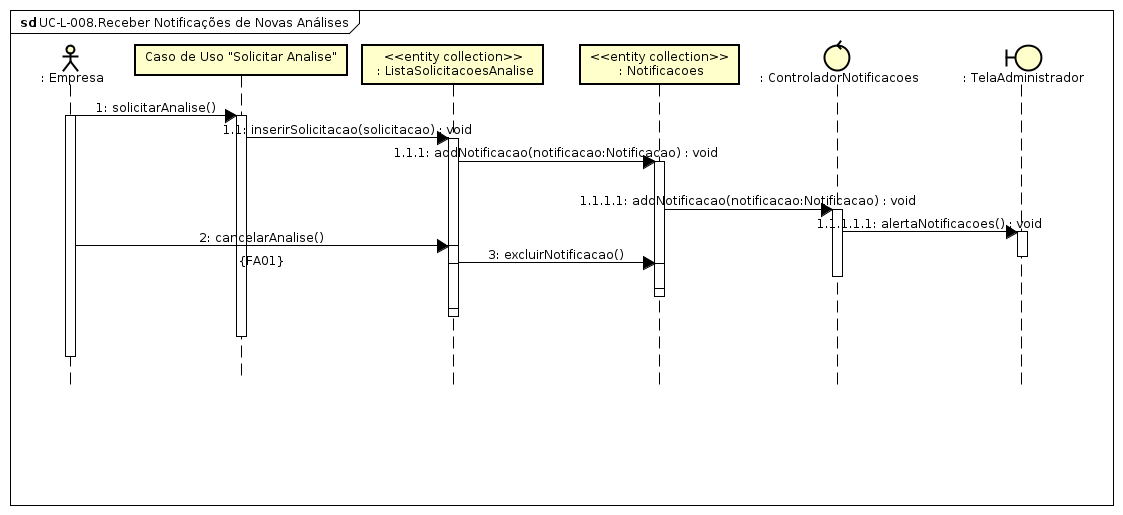 sd UC-L-008.Receber Notificações de Novas Análises
: Empresa
Caso de Uso "Solicitar Analise"
<<entity collection>>
: ListaSolicitacoesAnalise
<<entity collection>>
: Notificacoes
: ControladorNotificacoes
: TelaAdministrador
1: solicitarAnalise()
1.1: inserirSolicitacao(solicitacao) : void
1.1.1: addNotificacao(notificacao:Notificacao) : void
1.1.1.1: addNotificacao(notificacao:Notificacao) : void
1.1.1.1.1: alertaNotificacoes() : void
2: cancelarAnalise()
{FA01}
3: excluirNotificacao()